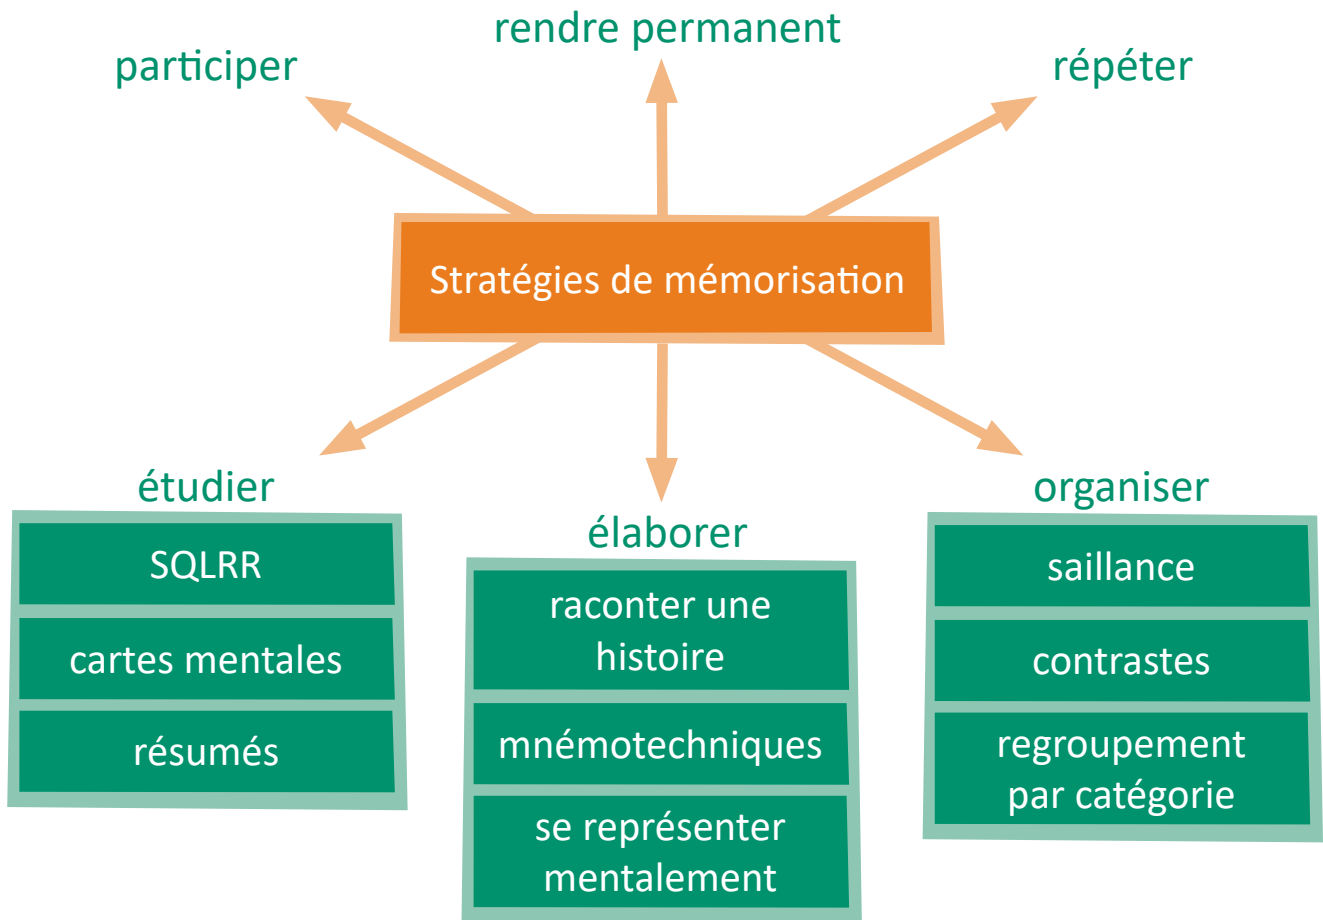 rendre permanent
participer
répéter
Stratégies de mémorisation
étudier
SQLRR
cartes mentales
résumés
élaborer
raconter une
histoire
mnémotechniques
se représenter
mentalement
organiser
saillance
contrastes
regroupement
par catégorie